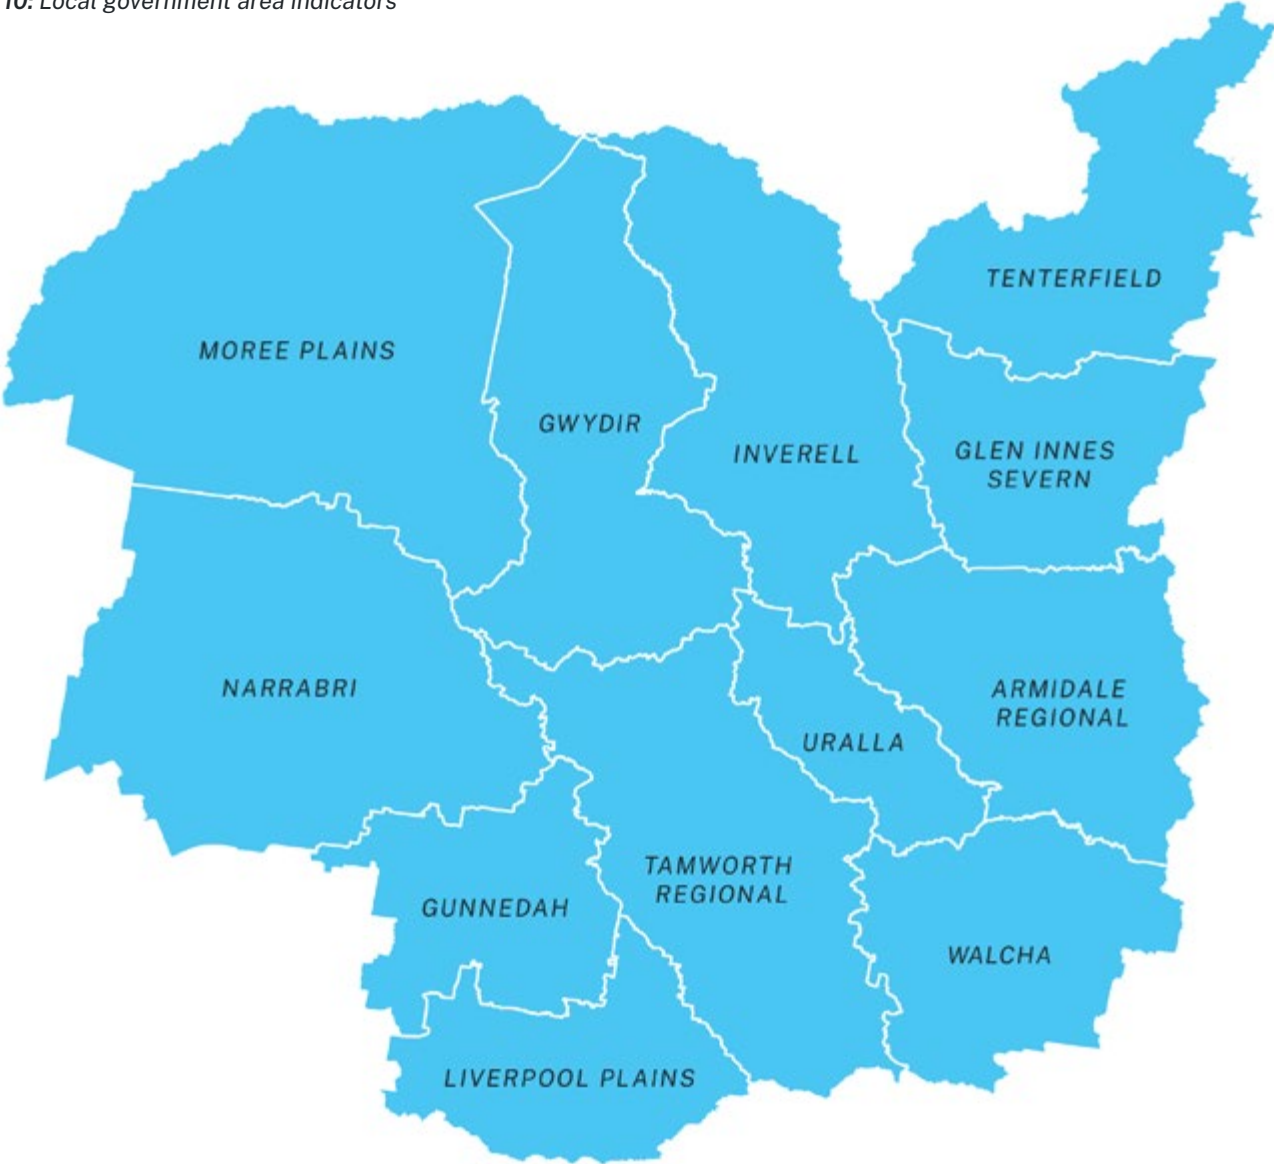 10: Local government area indicators
TENTERFIELD
MOREE PLAINS
GWYDIR
INVERELL
GLEN INNES
SEVERN
NARRABRI
ARMIDALE
REGIONAL
URALLA
TAMWORTH
REGIONAL
GUNNEDAH
WALCHA
LIVERPOOL PLAINS